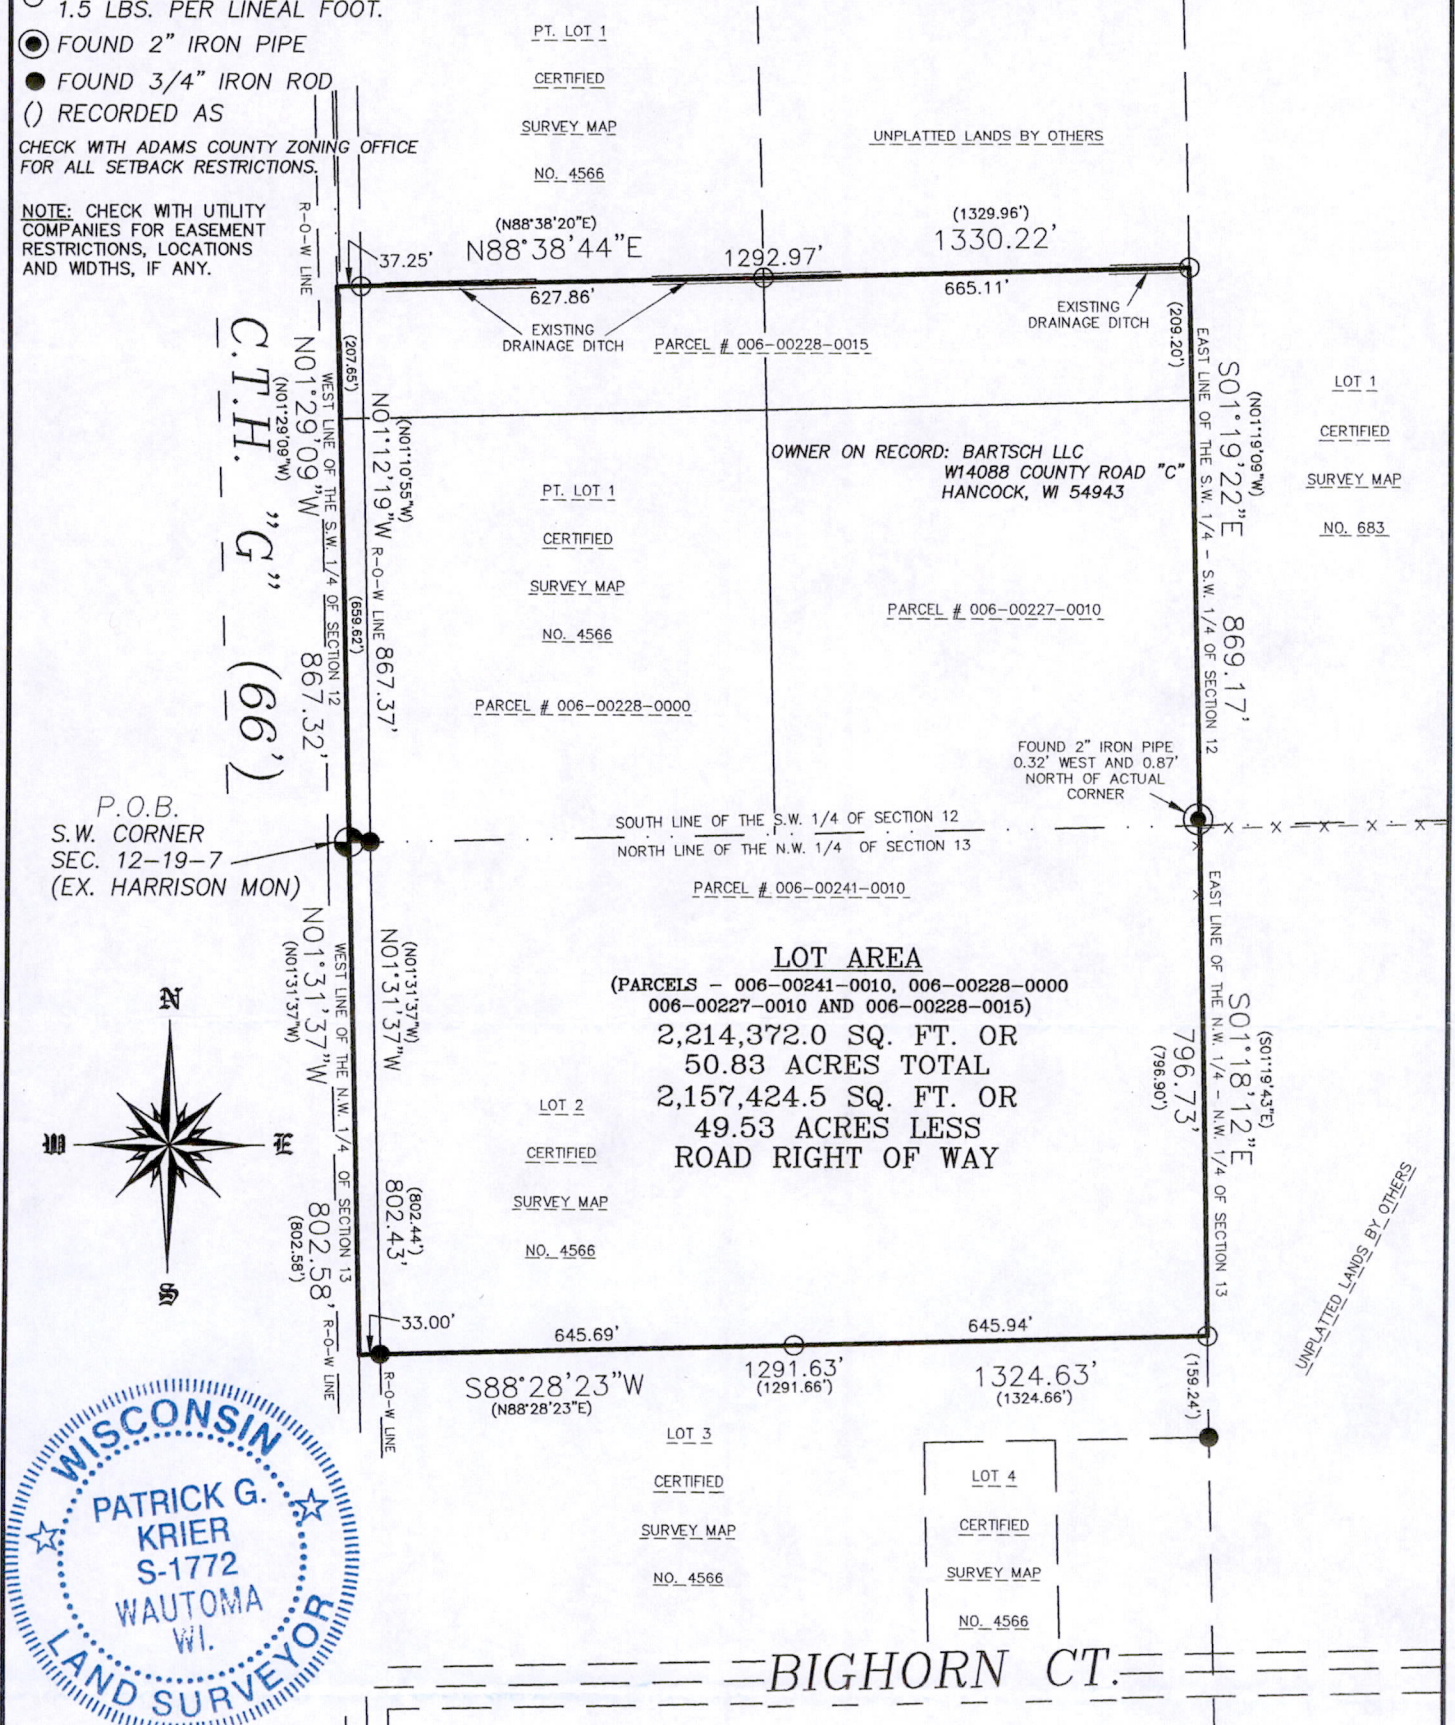 1.5 LBS. PER LINEAL FOOT.
FOUND 2" IRON PIPE
FOUND 3/4" IRON ROD
() RECORDED AS
CHECK WITH ADAMS COUNTY ZONING OFFICE
FOR ALL SETBACK RESTRICTIONS.
NOTE: CHECK WITH UTILITY
COMPANIES FOR EASEMENT
RESTRICTIONS, LOCATIONS
AND WIDTHS, IF ANY.
PT. LOT 1
CERTIFIED
SURVEY MAP
NO. 4566
UNPLATTED LANDS BY OTHERS
(N88°38'20"E)
N88°38'44"E
(1329.96')
1330.22'
37.25'
1292.97'
627.86'
665.11'
EXISTING
DRAINAGE DITCH
EXISTING
DRAINAGE DITCH
PARCEL # 006-00228-0015
R-O-W LINE
C.T.H. "G" (66')
N01°29'09"W 867.32'
(N01°29'09"W)
WEST LINE OF THE S.W. 1/4 OF SECTION 12
(207.65')
(659.62')
(N01°10'55"W)
N01°12'19"W R-O-W LINE 867.37'
(209.20')
EAST LINE OF THE S.W. 1/4 - S.W. 1/4 OF SECTION 12
S01°19'22"E 869.17'
(N01°19'09"W)
LOT 1
CERTIFIED
SURVEY MAP
NO. 683
OWNER ON RECORD: BARTSCH LLC
W14088 COUNTY ROAD "C"
HANCOCK, WI 54943
PT. LOT 1
CERTIFIED
SURVEY MAP
NO. 4566
PARCEL # 006-00227-0010
PARCEL # 006-00228-0000
FOUND 2" IRON PIPE
0.32' WEST AND 0.87'
NORTH OF ACTUAL
CORNER
P.O.B.
S.W. CORNER
SEC. 12-19-7
(EX. HARRISON MON)
SOUTH LINE OF THE S.W. 1/4 OF SECTION 12
NORTH LINE OF THE N.W. 1/4 OF SECTION 13
X X X X X
X
X
PARCEL # 006-00241-0010
N01°31'37"W 802.58'
(N01°31'37"W) (802.58')
WEST LINE OF THE N.W. 1/4 OF SECTION 13
R-O-W LINE
(N01°31'37"W) (802.44')
N01°31'37"W 802.43'
LOT AREA
(PARCELS - 006-00241-0010, 006-00228-0000
006-00227-0010 AND 006-00228-0015)
2,214,372.0 SQ. FT. OR
50.83 ACRES TOTAL
2,157,424.5 SQ. FT. OR
49.53 ACRES LESS
ROAD RIGHT OF WAY
EAST LINE OF THE N.W. 1/4 - N.W. 1/4 OF SECTION 13
S01°18'12"E
(S01°19'43"E)
796.73'
(796.90')
N
W
E
S
LOT 2
CERTIFIED
SURVEY MAP
NO. 4566
UNPLATTED LANDS BY OTHERS
33.00'
645.69'
645.94'
S88°28'23"W
(N88°28'23"E)
1291.63'
(1291.66')
1324.63'
(1324.66')
(159.24')
R-O-W LINE
LOT 3
CERTIFIED
SURVEY MAP
NO. 4566
LOT 4
CERTIFIED
SURVEY MAP
NO. 4566
WISCONSIN
PATRICK G.
KRIER
S-1772
WAUTOMA
WI.
LAND SURVEYOR
BIGHORN CT.